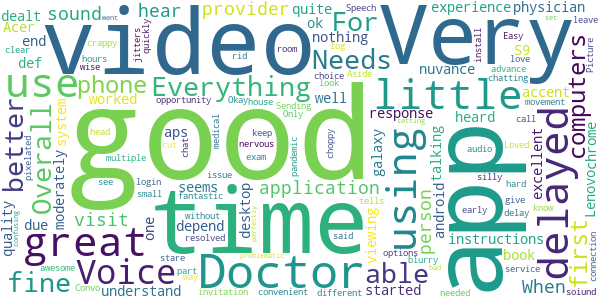 dealt
sound
video
Very
hear
provider
quite
experience
physician
For
ok
nothing
Acer
jitters
went
crappy
quickly
Speech
room
rid
log
Easy
set
leave
install
S9
love
Picture
advance
chatting
end
def
clear
hours
wise
Needs
nuvance
use
phone
Everything
little
accent
movement
delayed
computers
better
Overall
system
worked
opportunity
Okay
house
choice
look
Aside
aps
Sending
Only
well
response
heard
call
Loved
good
app
using
galaxy
android
talking
person
excellent
silly
hard
give
delay
know
early
audio
Lenovochrome
pixelated
moderately
head
multiple
cut
chat
medical
keep
nervous
exam
pandemic
choppy
getting
seems
application
see
login
small
fantastic
issue
time
viewing
first
quality
due
visit
one
desktop
without
resolved
depend
said
tells
options
blurry
instructions
book
service
different
great
Voice
Doctor
able
started
When
bad
needed
connection
soiund
fine
understand
awesome
confusing
Convo
stare
part
way
problematic
perfectly
invitation
convenient